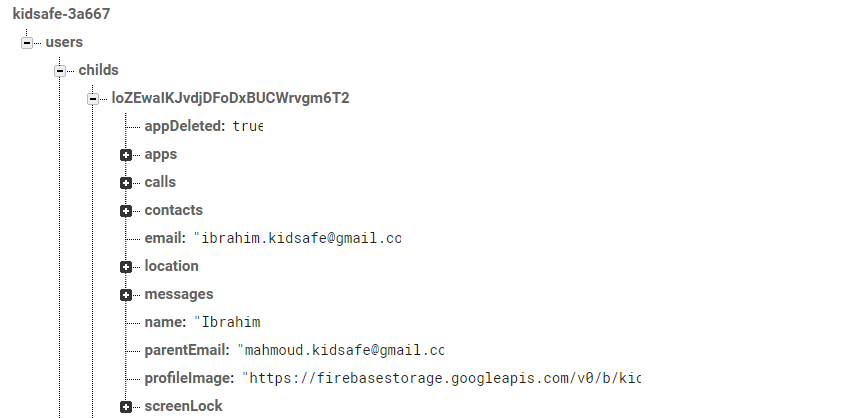 kidsafe-3a667
users
childs
loZEwaIKJvdjDFoDxBUCWrvgm6T2
appDeleted: true
apps
calls
contacts
email: "ibrahim.kidsafe@gmail.cc
location
messages
name: "Ibrahim
parentEmail: "mahmoud.kidsafe@gmail.cc
profileImage: "https://firebasestorage.googleapis.com/v0/b/kic
screenLock